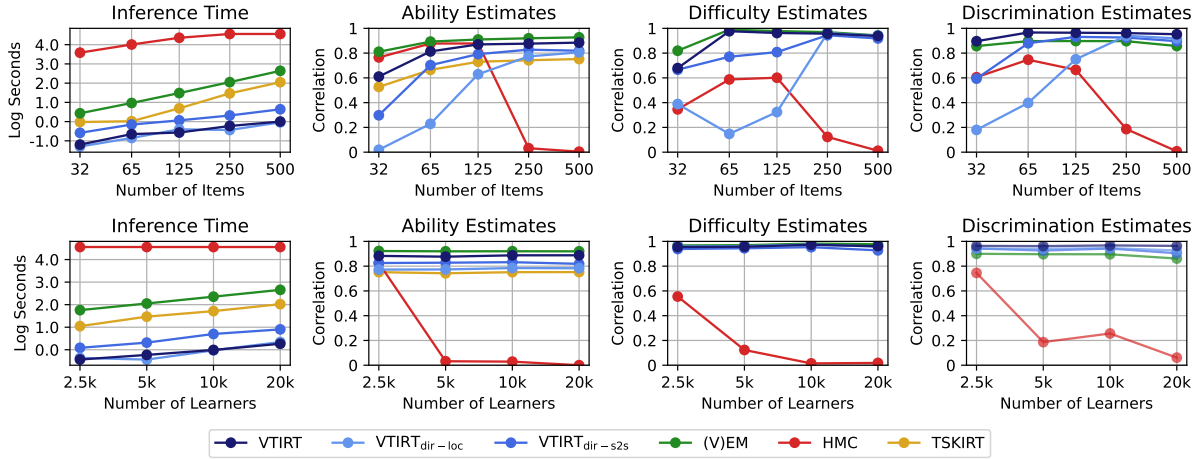 Inference Time
Ability Estimates
Difficulty Estimates
Discrimination Estimates
Log Seconds
4.0
3.0
2.0
1.0
0.0
-1.0
32 65 125 250 500
Number of Items
Correlation
1
0.8
0.6
0.4
0.2
0
32 65 125 250 500
Number of Items
Correlation
1
0.8
0.6
0.4
0.2
0
32 65 125 250 500
Number of Items
Correlation
1
0.8
0.6
0.4
0.2
0
32 65 125 250 500
Number of Items
Inference Time
Ability Estimates
Difficulty Estimates
Discrimination Estimates
Log Seconds
4.0
3.0
2.0
1.0
0.0
2.5k 5k 10k 20k
Number of Learners
Correlation
1
0.8
0.6
0.4
0.2
0
2.5k 5k 10k 20k
Number of Learners
Correlation
1
0.8
0.6
0.4
0.2
0
2.5k 5k 10k 20k
Number of Learners
Correlation
1
0.8
0.6
0.4
0.2
0
2.5k 5k 10k 20k
Number of Learners
VTIRT VTIRT dir−loc VTIRT dir−s2s (V)EM HMC TSKIRT